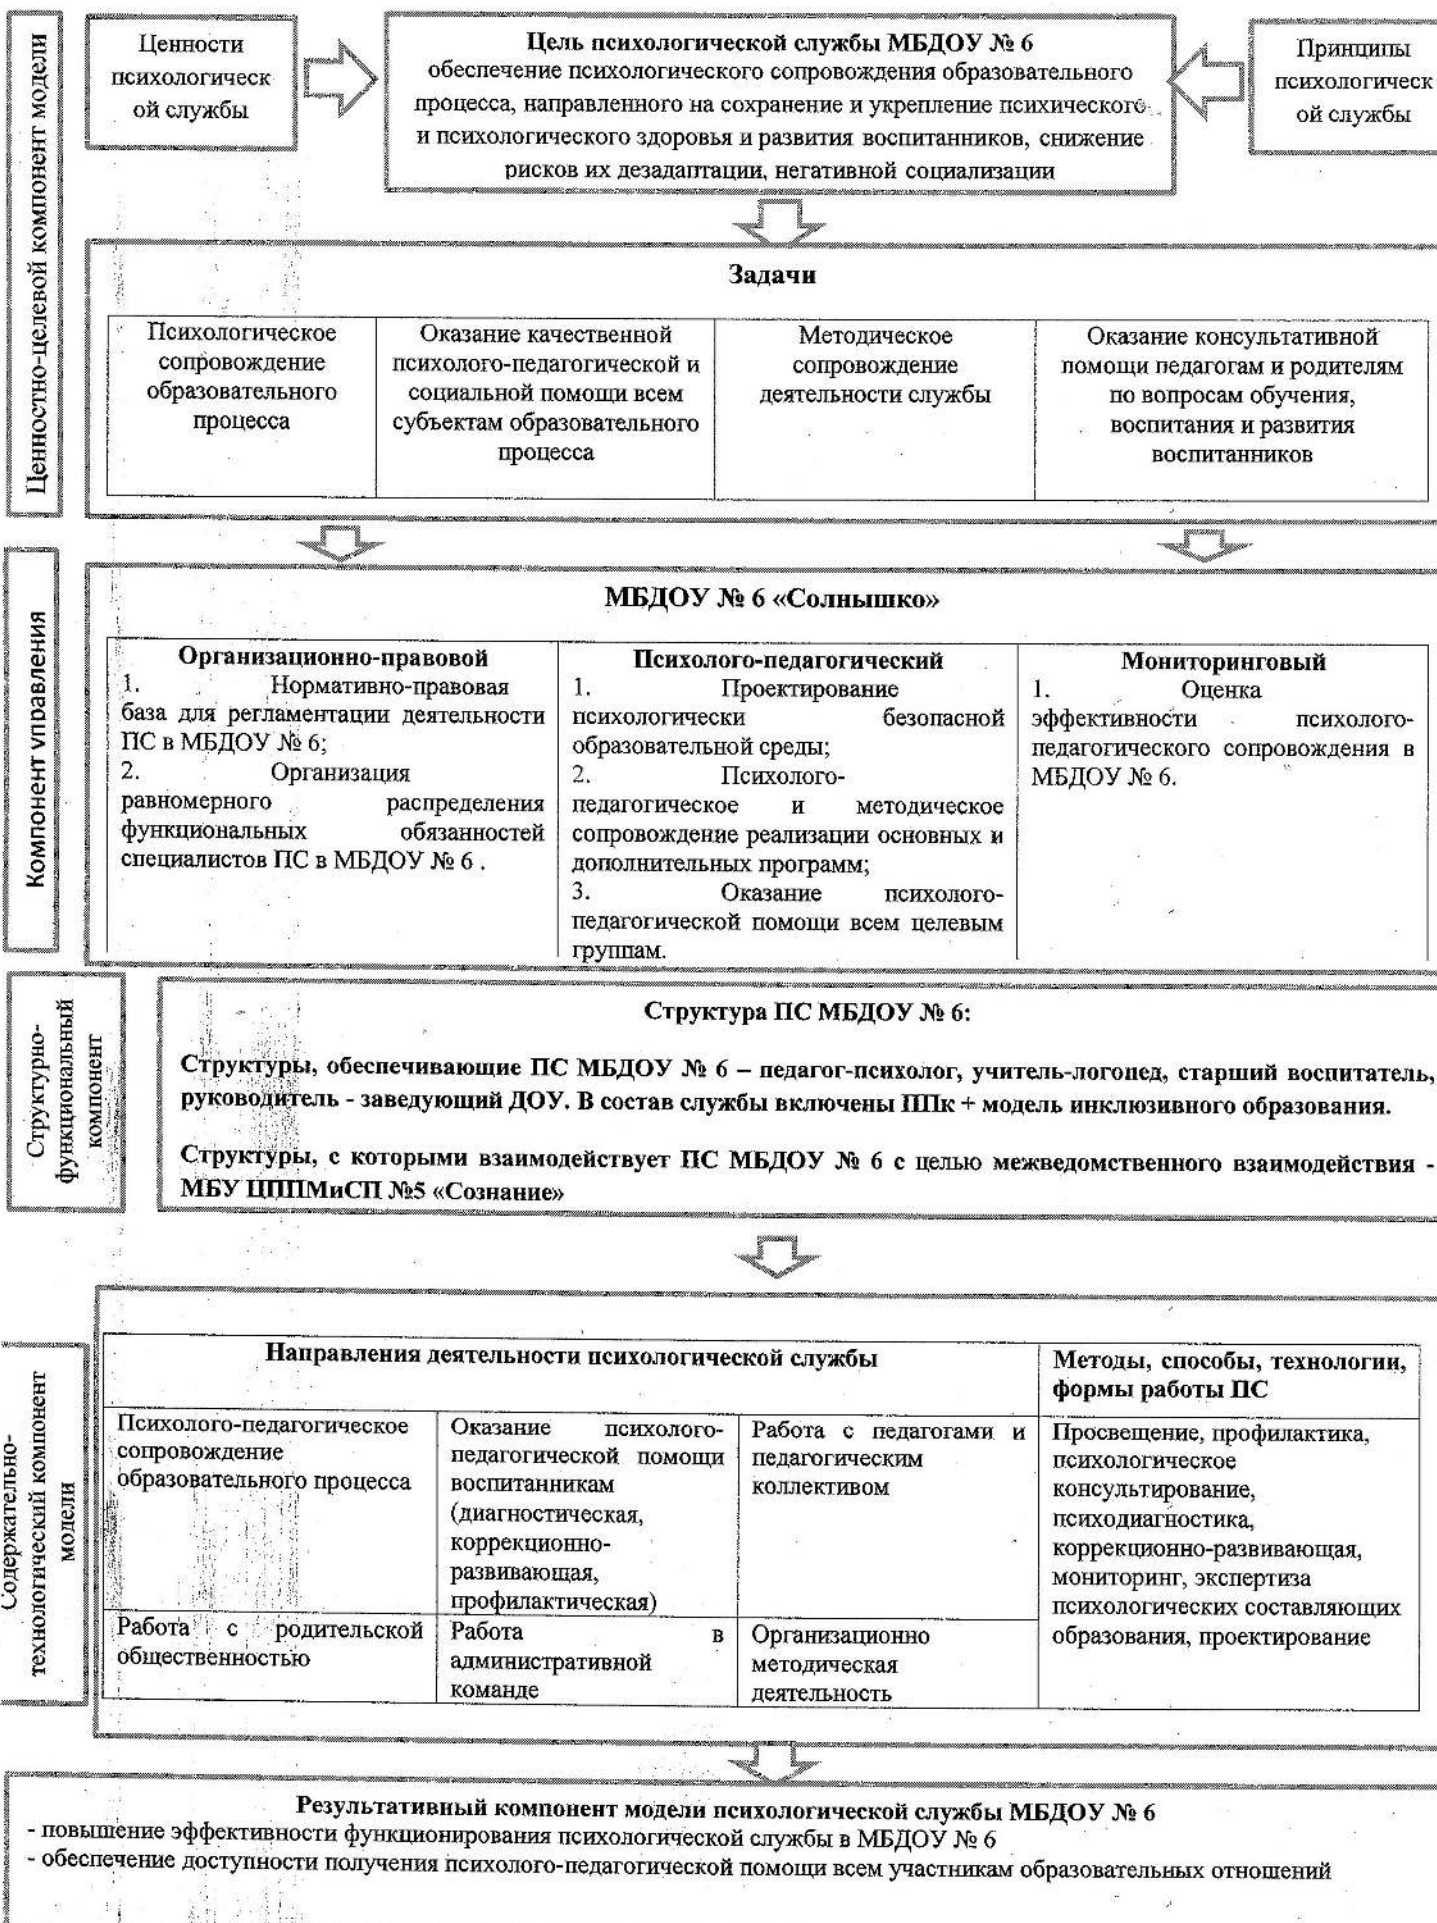 Ценностно-целевой компонент модели
Ценности
психологическ
ой службы
Цель психологической службы МБДОУ № 6
обеспечение психологического сопровождения образовательного
процесса, направленного на сохранение и укрепление психического
и психологического здоровья и развития воспитанников, снижение
рисков их дезадаптации, негативной социализации
Принципы
психологическ
ой службы
Задачи
Психологическое
сопровождение
образовательного
процесса
Оказание качественной
психолого-педагогической и
социальной помощи всем
субъектам образовательного
процесса
Методическое
сопровождение
деятельности службы
Оказание консультативной
помощи педагогам и родителям
по вопросам обучения,
воспитания и развития
воспитанников
Компонент управления
МБДОУ № 6 «Солнышко»
Организационно-правовой
1. Нормативно-правовая
база для регламентации деятельности
ПС в МБДОУ № 6;
2. Организация
равномерного распределения
функциональных обязанностей
специалистов ПС в МБДОУ № 6 .
Психолого-педагогический
1. Проектирование
психологически безопасной
образовательной среды;
2. Психолого-
педагогическое и методическое
сопровождение реализации основных и
дополнительных программ;
3. Оказание психолого-
педагогической помощи всем целевым
группам.
Мониторинговый
1. Оценка
эффективности психолого-
педагогического сопровождения в
МБДОУ № 6.
Структурно-
функциональный
компонент
Структура ПС МБДОУ № 6:
Структуры, обеспечивающие ПС МБДОУ № 6 – педагог-психолог, учитель-логопед, старший воспитатель,
руководитель - заведующий ДОУ. В состав службы включены ППк + модель инклюзивного образования.
Структуры, с которыми взаимодействует ПС МБДОУ № 6 с целью межведомственного взаимодействия -
МБУ ЦППМиСП №5 «Сознание»
Содержательно-
технологический компонент
модели
Направления деятельности психологической службы
Методы, способы, технологии,
формы работы ПС
Психолого-педагогическое
сопровождение
образовательного процесса
Оказание психолого-
педагогической помощи
воспитанникам
(диагностическая,
коррекционно-
развивающая,
профилактическая)
Работа с педагогами и
педагогическим
коллективом
Просвещение, профилактика,
психологическое
консультирование,
психодиагностика,
коррекционно-развивающая,
мониторинг, экспертиза
психологических составляющих
образования, проектирование
Работа с родительской
общественностью
Работа в
административной
команде
Организационно
методическая
деятельность
Результативный компонент модели психологической службы МБДОУ № 6
- повышение эффективности функционирования психологической службы в МБДОУ № 6
- обеспечение доступности получения психолого-педагогической помощи всем участникам образовательных отношений